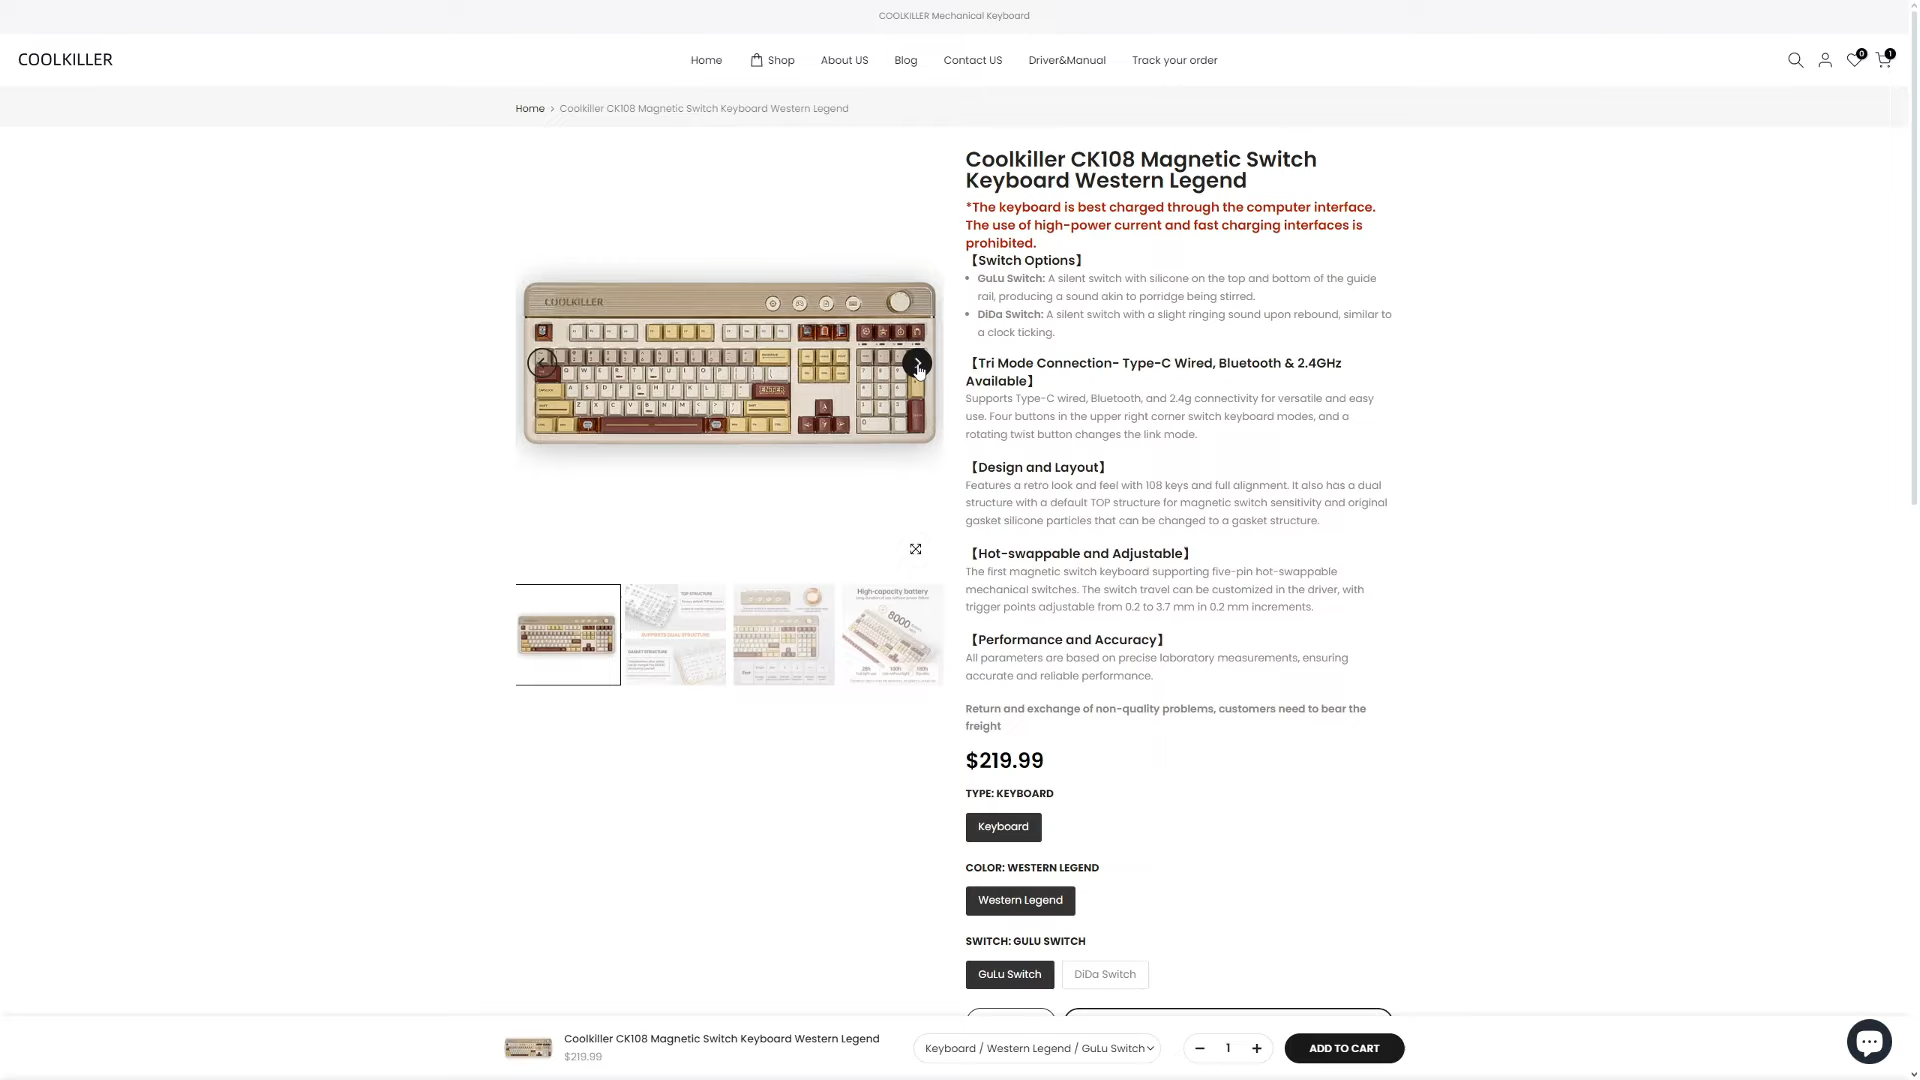 COOLKILLER Mechanical Keyboard
COOLKILLER
Home
Shop
About US
Blog
Contact US
Driver&Manual
Track your order
0
1
Home > Coolkiller CK108 Magnetic Switch Keyboard Western Legend
Coolkiller CK108 Magnetic Switch
Keyboard Western Legend
*The keyboard is best charged through the computer interface.
The use of high-power current and fast charging interfaces is
prohibited.
【Switch Options】
• GuLu Switch: A silent switch with silicone on the top and bottom of the guide
rail, producing a sound akin to porridge being stirred.
• DiDa Switch: A silent switch with a slight ringing sound upon rebound, similar to
a clock ticking.
【Tri Mode Connection- Type-C Wired, Bluetooth & 2.4GHz
Available】
Supports Type-C wired, Bluetooth, and 2.4g connectivity for versatile and easy
use. Four buttons in the upper right corner switch keyboard modes, and a
rotating twist button changes the link mode.
【Design and Layout】
Features a retro look and feel with 108 keys and full alignment. It also has a dual
structure with a default TOP structure for magnetic switch sensitivity and original
gasket silicone particles that can be changed to a gasket structure.
【Hot-swappable and Adjustable】
The first magnetic switch keyboard supporting five-pin hot-swappable
mechanical switches. The switch travel can be customized in the driver, with
trigger points adjustable from 0.2 to 3.7 mm in 0.2 mm increments.
【Performance and Accuracy】
All parameters are based on precise laboratory measurements, ensuring
accurate and reliable performance.
Return and exchange of non-quality problems, customers need to bear the
freight
$219.99
TYPE: KEYBOARD
Keyboard
COLOR: WESTERN LEGEND
Western Legend
SWITCH: GULU SWITCH
GuLu Switch
DiDa Switch
COOLKILLER
Q W E R T Y U I O P
A S D F G H J K L
Z X C V B N M
TOP STRUCTURE
SUPPORTS DUAL STRUCTURE
GASKET STRUCTURE
High-capacity battery
8000
Coolkiller CK108 Magnetic Switch Keyboard Western Legend
$219.99
Keyboard / Western Legend / GuLu Switch
− 1 +
ADD TO CART